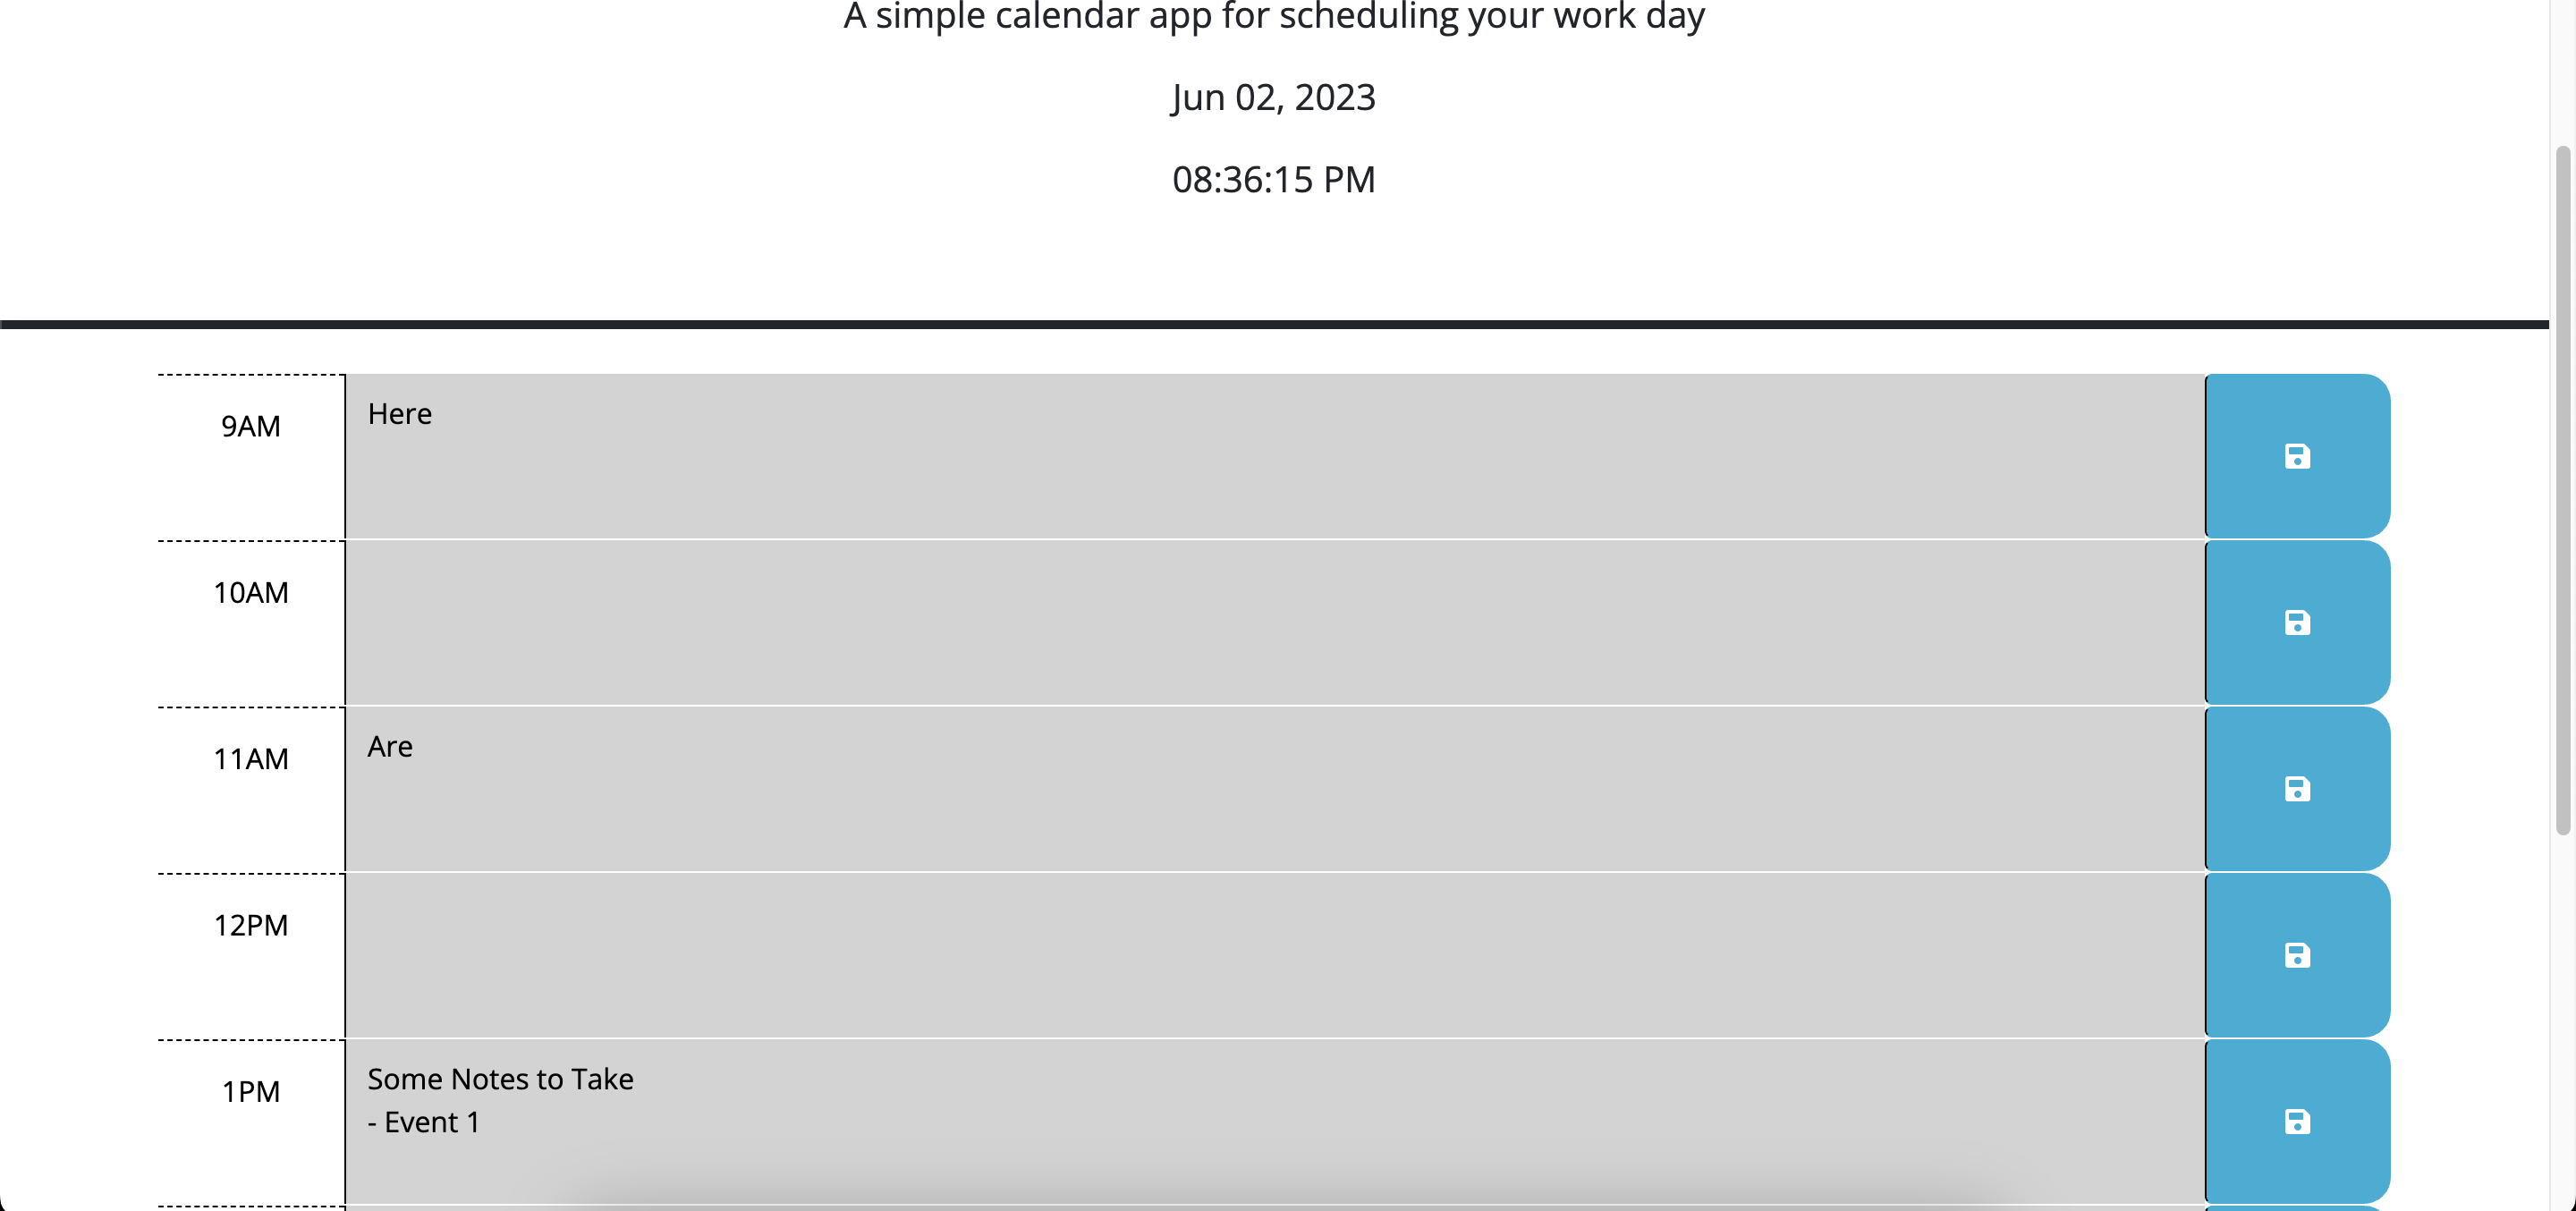 A simple calendar app for scheduling your work day
Jun 02, 2023
08:36:15 PM
9AM
Here
10AM
11AM
Are
12PM
1PM
Some Notes to Take
- Event 1